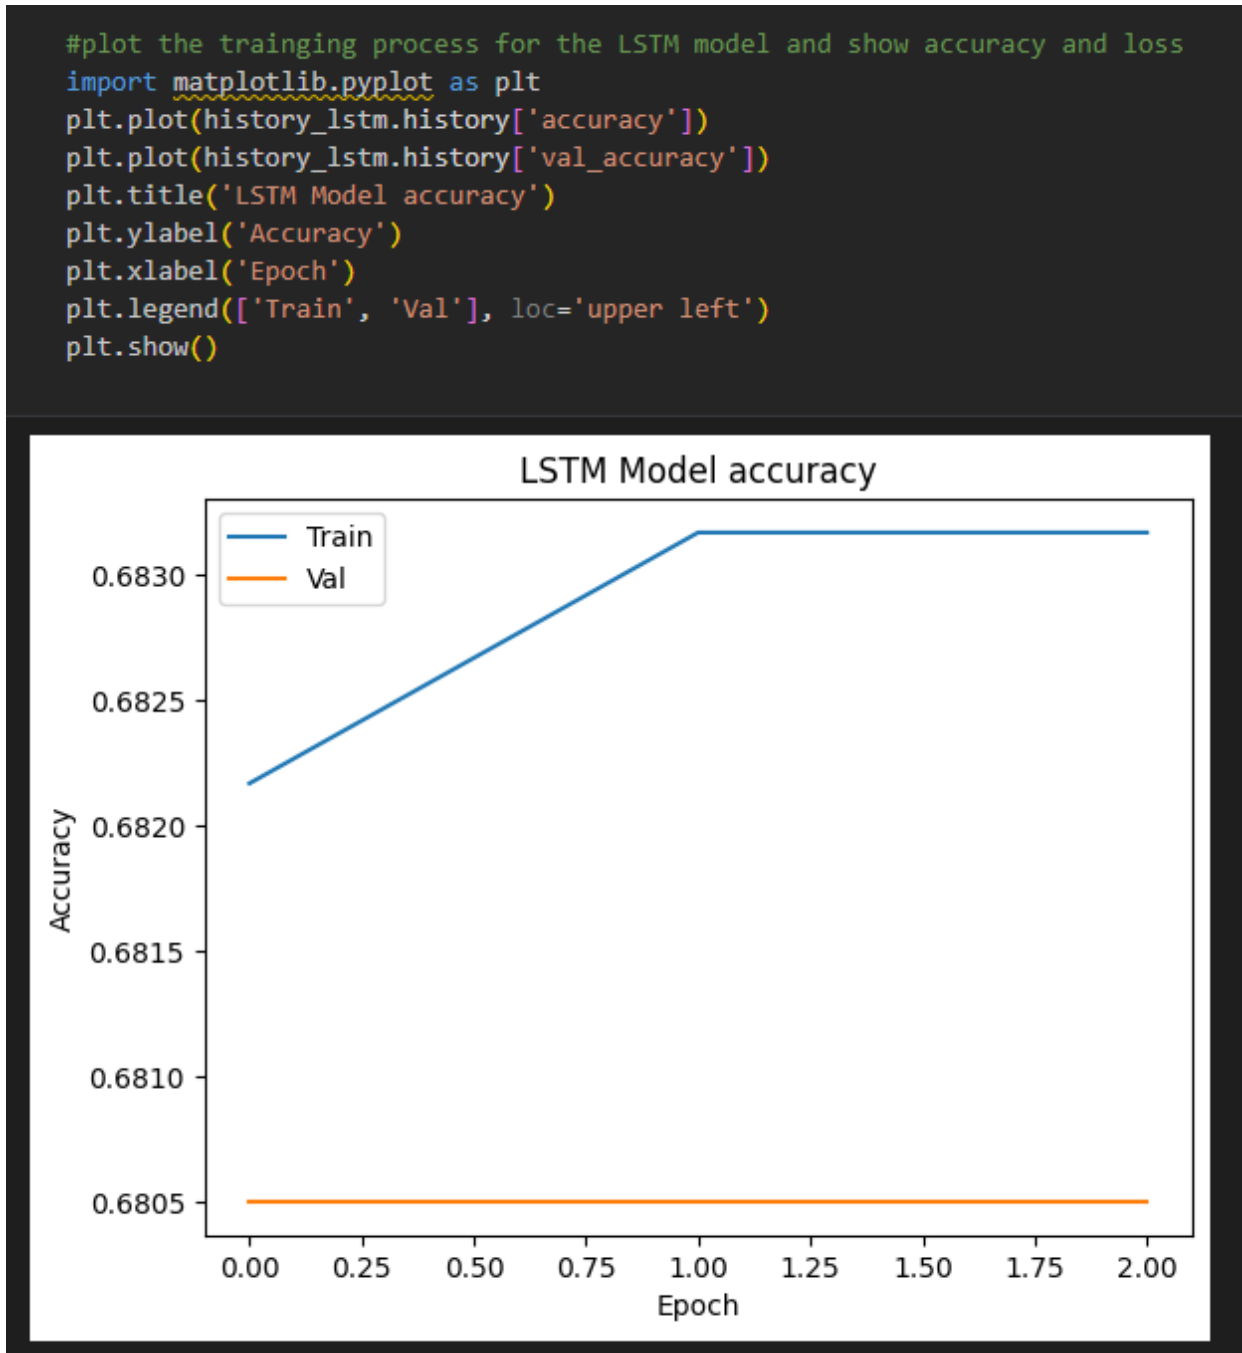 #plot the trainging process for the LSTM model and show accuracy and loss
import matplotlib.pyplot as plt
plt.plot(history_lstm.history['accuracy'])
plt.plot(history_lstm.history['val_accuracy'])
plt.title('LSTM Model accuracy')
plt.ylabel('Accuracy')
plt.xlabel('Epoch')
plt.legend(['Train', 'Val'], loc='upper left')
plt.show()
LSTM Model accuracy
Train
Val
0.6830
0.6825
0.6820
0.6815
0.6810
0.6805
Accuracy
0.00 0.25 0.50 0.75 1.00 1.25 1.50 1.75 2.00
Epoch